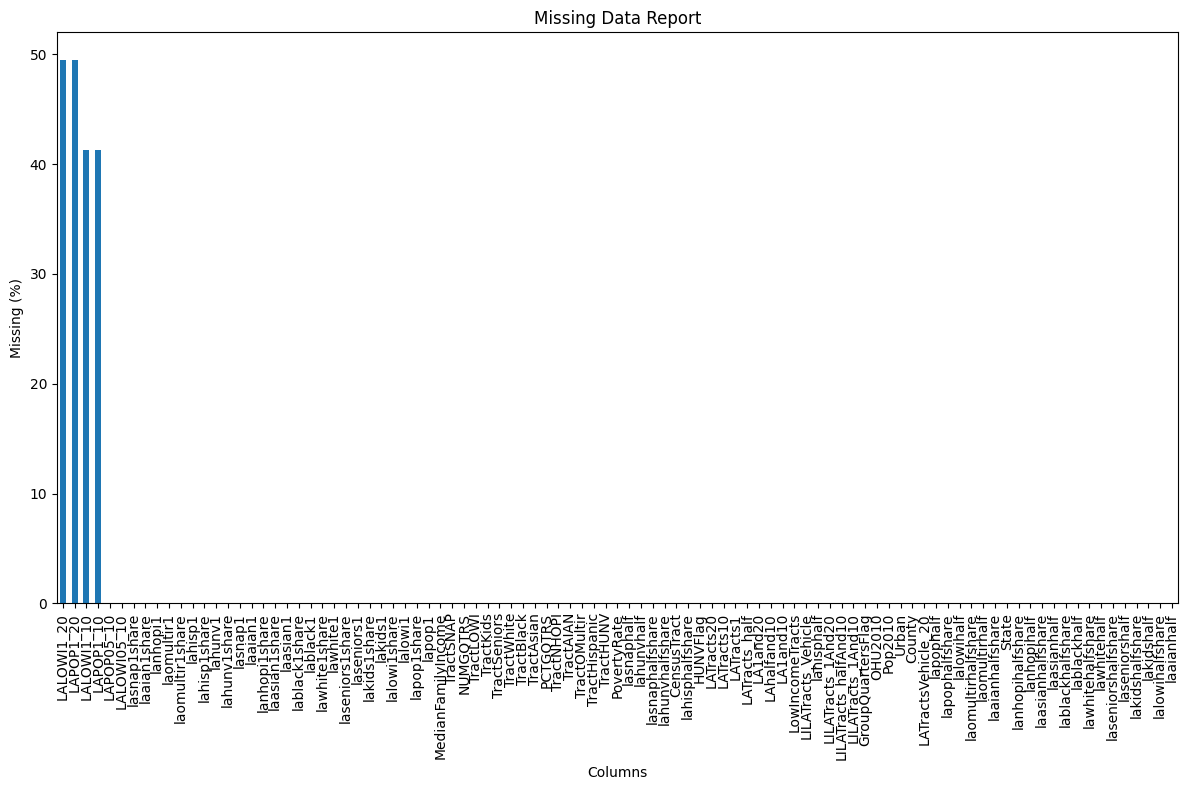 Missing Data Report
Missing (%)
50
40
30
20
10
0
LALOWI1_20
LAPOP1_20
LALOWI1_10
LAPOP1_10
LAPOP05_10
LALOWI05_10
lasnap1share
laaian1share
lanhopi1
laomultir1
laomultir1share
lahisp1
lahisp1share
lahunv1
lahunv1share
lasnap1
laaian1
lanhopi1share
laasian1share
laasian1
lablack1share
lablack1
lawhite1share
lawhite1
laseniors1share
laseniors1
lakids1share
lakids1
lalowi1share
lalowi1
lapop1share
lapop1
MedianFamilyIncome
TractSNAP
NUMGQTRS
TractLOWI
TractKids
TractSeniors
TractWhite
TractBlack
TractAsian
PCTGQTRS
TractNHOPI
TractAIAN
TractOMultir
TractHispanic
TractHUNV
PovertyRate
lasnaphalf
lahunvhalf
lasnaphalfshare
lahunvhalfshare
CensusTract
lahisphalfshare
HUNVFlag
LATracts20
LATracts10
LATracts1
LATracts_half
LA1and20
LAhalfand10
LA1and10
LowIncomeTracts
LILATracts_Vehicle
lahisphalf
LILATracts_1And20
LILATracts_halfAnd10
LILATracts_1And10
GroupQuartersFlag
OHU2010
Pop2010
Urban
County
LATractsVehicle_20
lapophalf
lapophalfshare
lalowihalf
laomultirhalfshare
laomultirhalf
laaianhalfshare
State
lanhopihalfshare
lanhopihalf
laasianhalfshare
laasianhalf
lablackhalfshare
lablackhalf
lawhitehalfshare
lawhitehalf
laseniorshalfshare
laseniorshalf
lakidshalfshare
lakidshalf
lalowihalfshare
laaianhalf
Columns